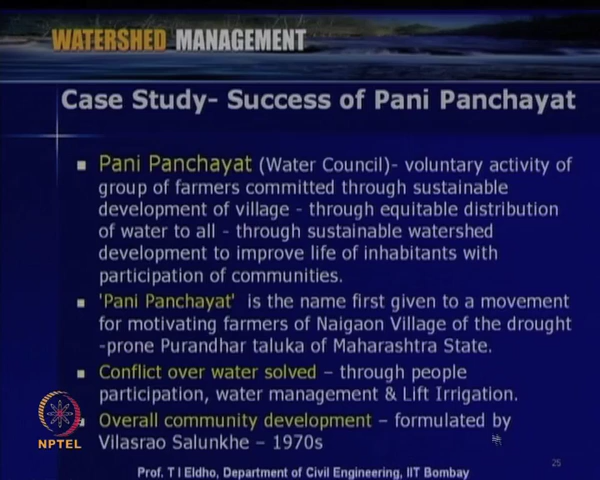 WATERSHED MANAGEMENT
Case Study- Success of Pani Panchayat
Pani Panchayat (Water Council)- voluntary activity of
group of farmers committed through sustainable
development of village - through equitable distribution
of water to all - through sustainable watershed
development to improve life of inhabitants with
participation of communities.
'Pani Panchayat' is the name first given to a movement
for motivating farmers of Naigaon Village of the drought
-prone Purandhar taluka of Maharashtra State.
Conflict over water solved – through people
participation, water management & Lift Irrigation.
Overall community development – formulated by
Vilasrao Salunkhe – 1970s
NPTEL
Prof. T I Eldho, Department of Civil Engineering, IIT Bombay
25